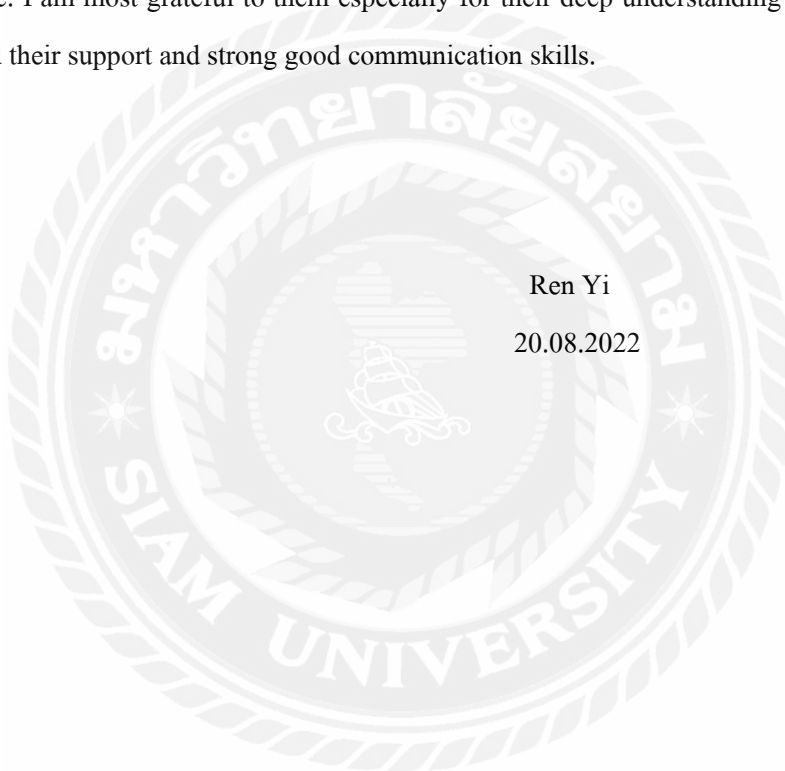 e. I am most grateful to them especially for their deep understanding
their support and strong good communication skills.
มหาวิทยาลัยสยาม
Ren Yi
20.08.2022
SIAM UNIVERSITY